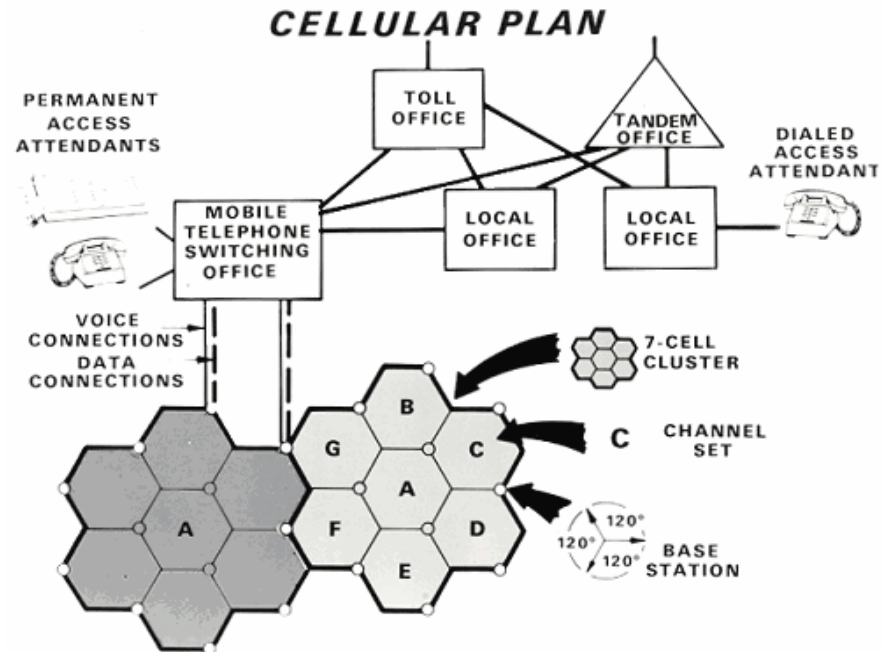 CELLULAR PLAN
PERMANENT
ACCESS
ATTENDANTS
TOLL
OFFICE
TANDEM
OFFICE
DIALED
ACCESS
ATTENDANT
MOBILE
TELEPHONE
SWITCHING
OFFICE
LOCAL
OFFICE
LOCAL
OFFICE
VOICE
CONNECTIONS
DATA
CONNECTIONS
7-CELL
CLUSTER
B
G
C
A
F
D
E
A
C
CHANNEL
SET
120°
120°
120°
BASE
STATION